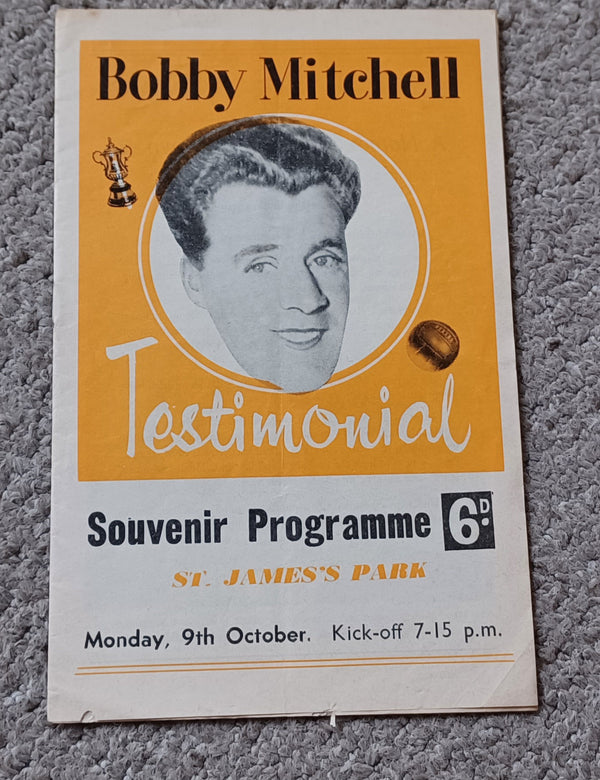 Bobby Mitchell
Testimonial
Souvenir Programme 6D.
ST. JAMES'S PARK
Monday, 9th October. Kick-off 7-15 p.m.